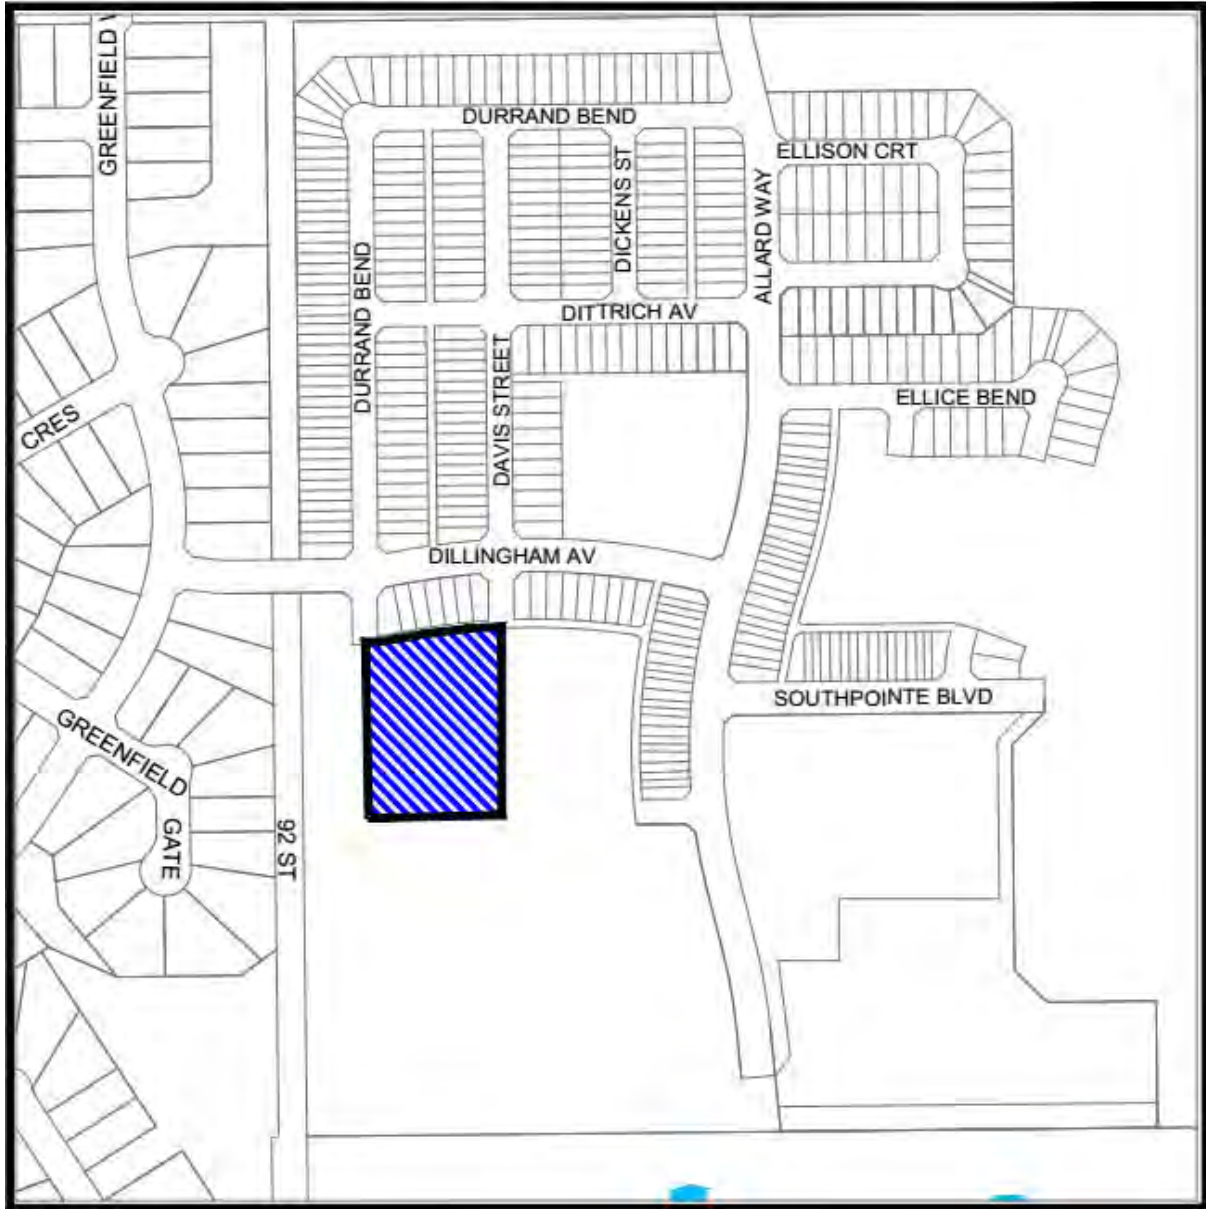 GREENFIELD
DURRAND BEND
ELLISON CRT
DICKENS ST
ALLARD WAY
DURRAND BEND
DITTRICH AV
DAVIS STREET
ELLICE BEND
CRES
DILLINGHAM AV
SOUTHPOINTE BLVD
GREENFIELD
GATE
92 ST